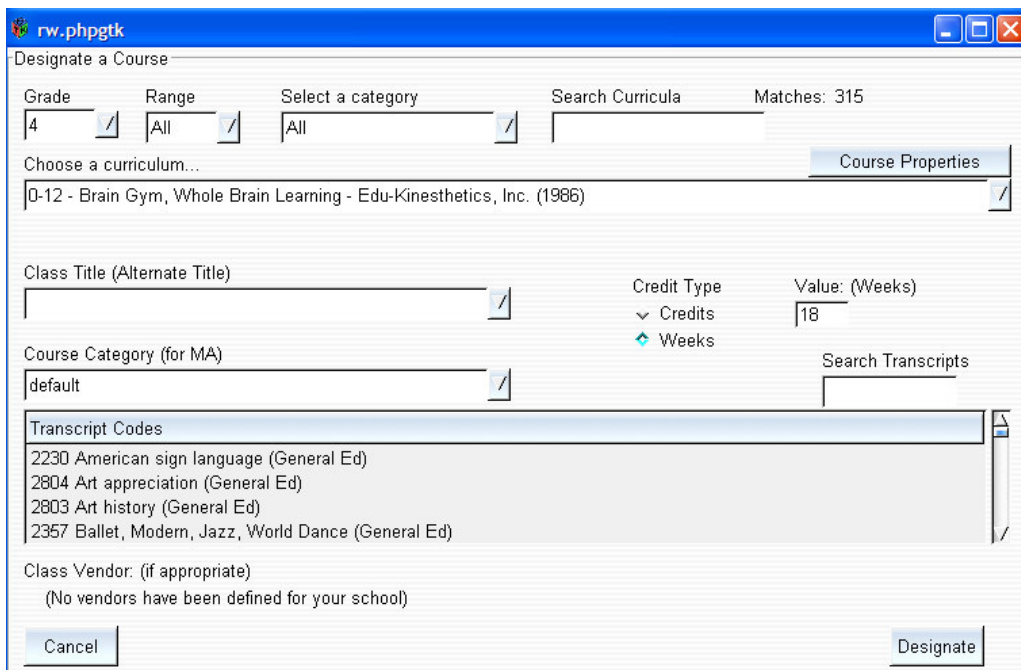 rw.phpgtk
Designate a Course
Grade Range Select a category Search Curricula Matches: 315
4 All All
Choose a curriculum... Course Properties
0-12 - Brain Gym, Whole Brain Learning - Edu-Kinesthetics, Inc. (1986)
Class Title (Alternate Title)
Credit Type Value: (Weeks)
Credits 18
Weeks
Course Category (for MA) Search Transcripts
default
Transcript Codes
2230 American sign language (General Ed)
2804 Art appreciation (General Ed)
2803 Art history (General Ed)
2357 Ballet, Modern, Jazz, World Dance (General Ed)
Class Vendor: (if appropriate)
(No vendors have been defined for your school)
Cancel Designate